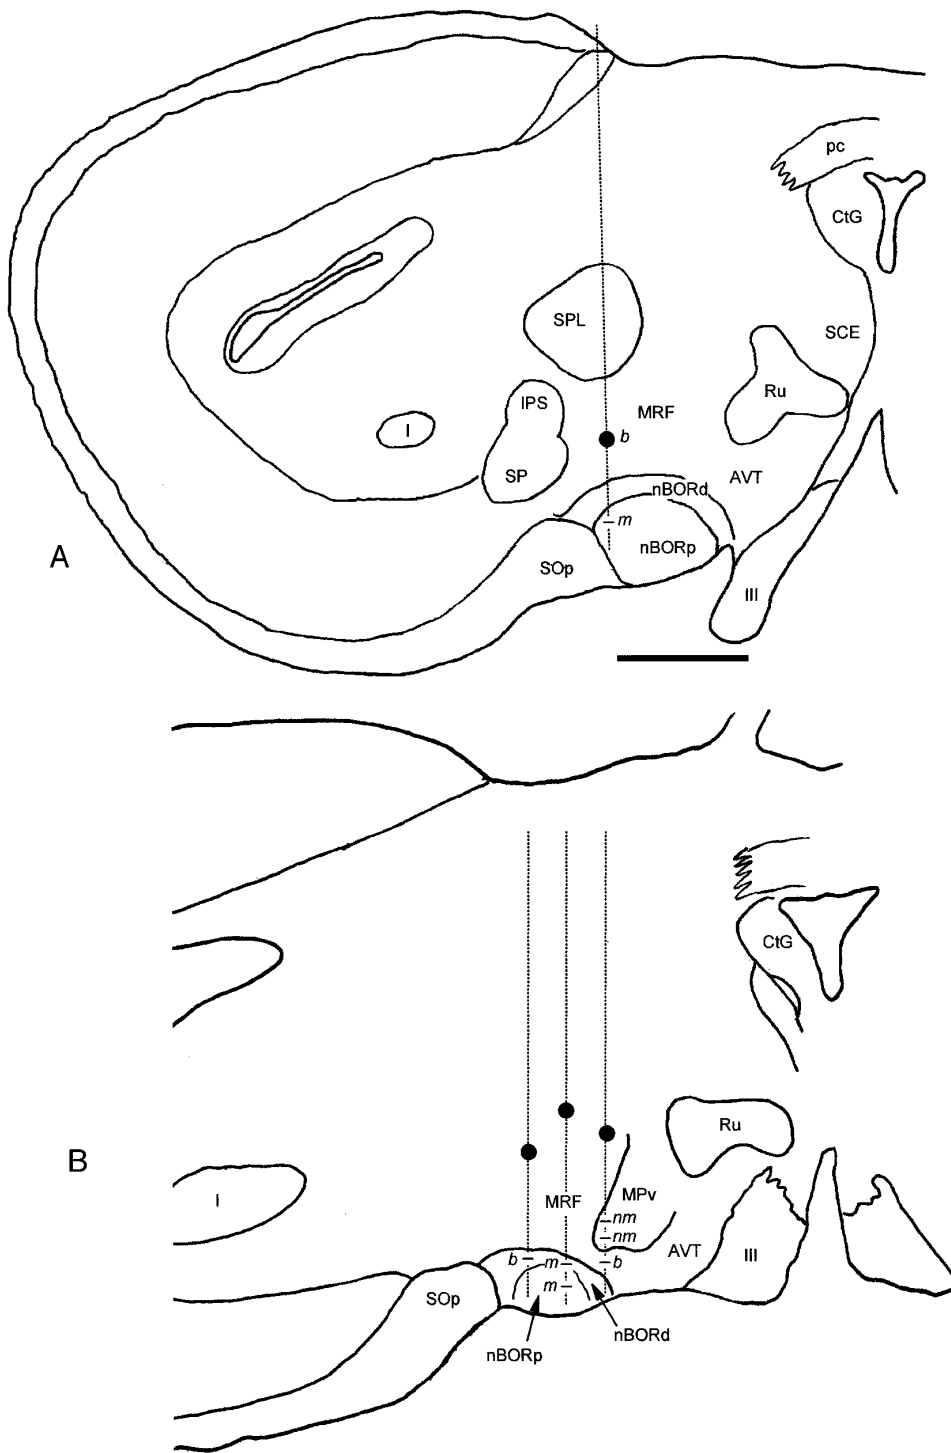 pc
CtG
SPL
SCE
Ru
IPS
MRF
I
b
SP
nBORd
AVT
m
A
nBORp
SOp
III
CtG
Ru
B
I
MRF
MPv
nm
nm
AVT
III
b
m
b
m
SOp
nBORd
nBORp